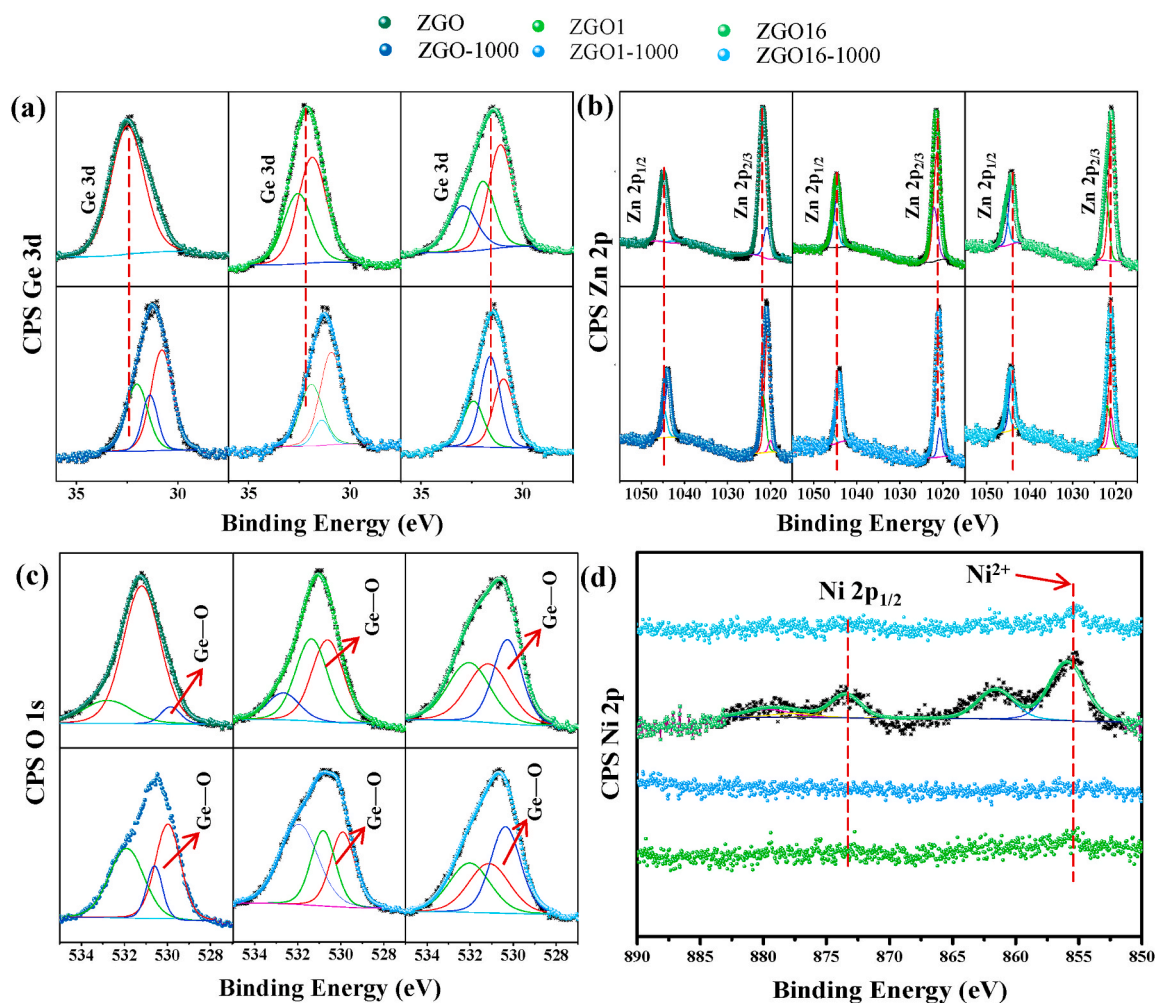 ZGO ZGO1 ZGO16
ZGO-1000 ZGO1-1000 ZGO16-1000
(a)
CPS Ge 3d
Ge 3d
Ge 3d
Ge 3d
35 30 35 30 35 30
Binding Energy (eV)
(b)
CPS Zn 2p
Zn 2p1/2
Zn 2p2/3
Zn 2p1/2
Zn 2p2/3
Zn 2p1/2
Zn 2p2/3
1050 1040 1030 1020 1050 1040 1030 1020 1050 1040 1030 1020
Binding Energy (eV)
(c)
CPS O 1s
Ge—O
Ge—O
Ge—O
Ge—O
Ge—O
Ge—O
534 532 530 528 534 532 530 528 534 532 530 528
Binding Energy (eV)
(d)
CPS Ni 2p
Ni 2p1/2
Ni2+
890 885 880 875 870 865 860 855 850
Binding Energy (eV)